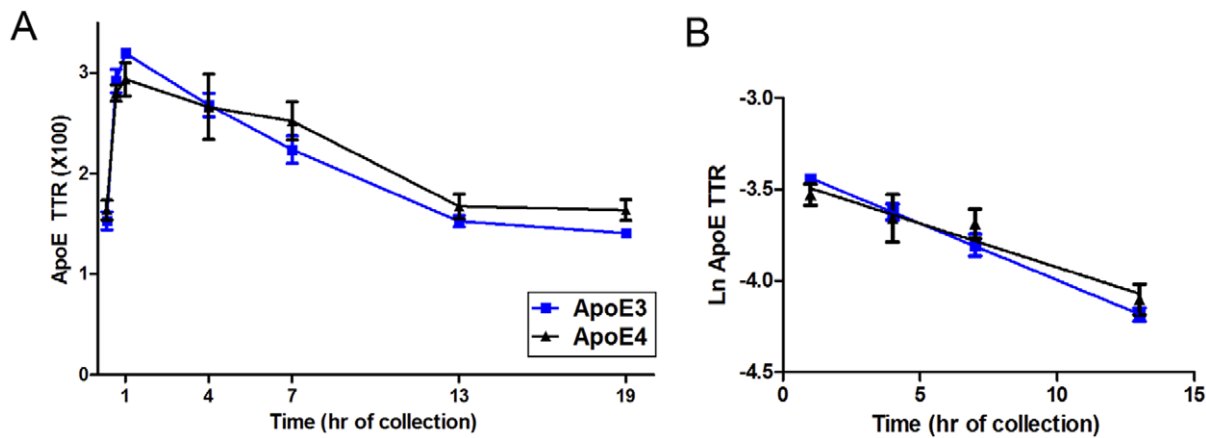 A
ApoE TTR (X100)
3
2
1
0
1 4 7 13 19
Time (hr of collection)
ApoE3
ApoE4
B
Ln ApoE TTR
-3.0
-3.5
-4.0
-4.5
0 5 10 15
Time (hr of collection)